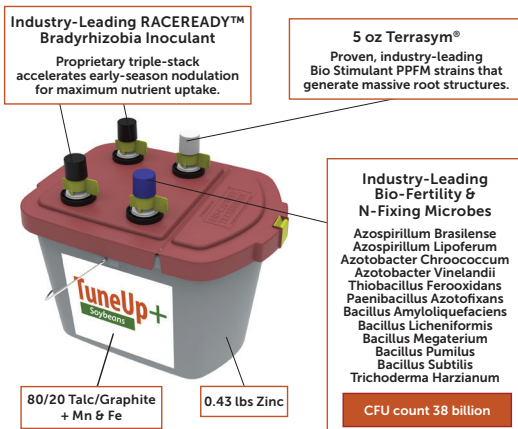 Industry-Leading RACEREADY™
Bradyrhizobia Inoculant
Proprietary triple-stack
accelerates early-season nodulation
for maximum nutrient uptake.
5 oz Terrasym®
Proven, industry-leading
Bio Stimulant PPFM strains that
generate massive root structures.
Industry-Leading
Bio-Fertility &
N-Fixing Microbes
Azospirillum Brasilense
Azospirillum Lipoferum
Azotobacter Chroococcum
Azotobacter Vinelandii
Thiobacillus Ferooxidans
Paenibacillus Azotofixans
Bacillus Amyloliquefaciens
Bacillus Licheniformis
Bacillus Megaterium
Bacillus Pumilus
Bacillus Subtilis
Trichoderma Harzianum
CFU count 38 billion
TuneUp+
Soybeans
80/20 Talc/Graphite
+ Mn & Fe
0.43 lbs Zinc